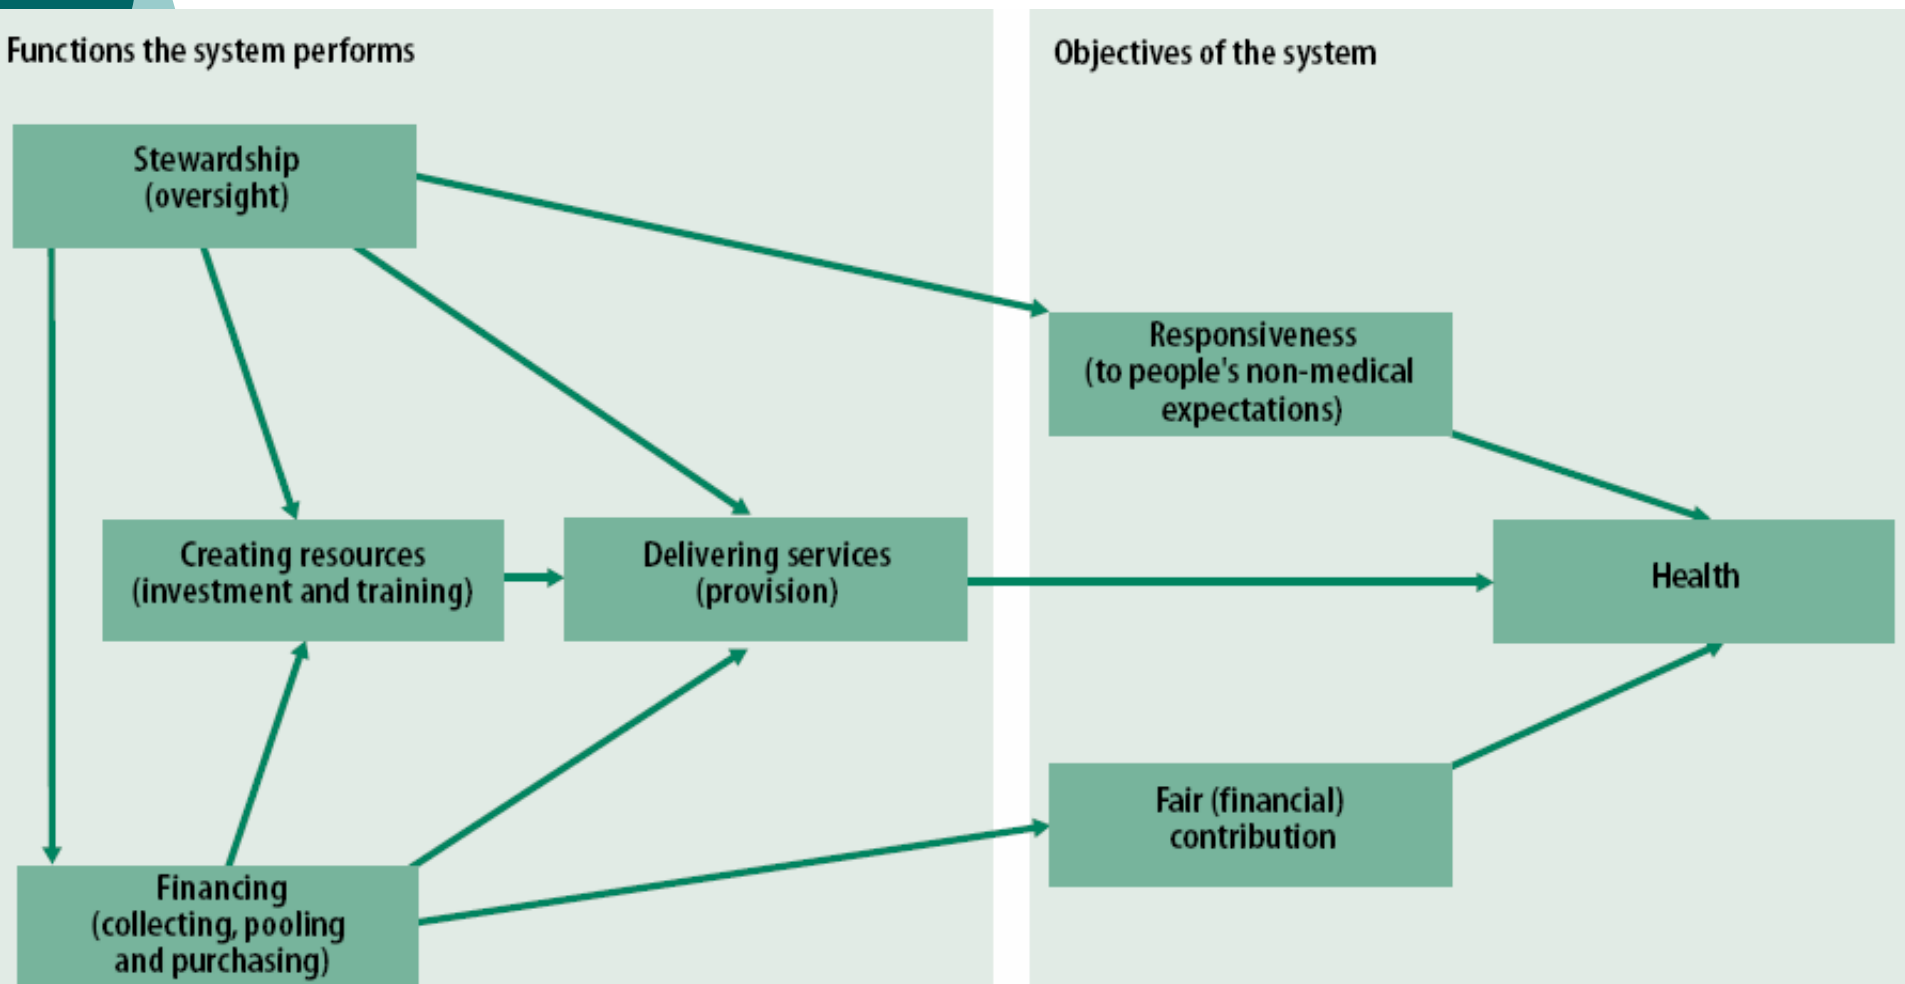 Functions the system performs
Objectives of the system
Stewardship
(oversight)
Responsiveness
(to people's non-medical
expectations)
Creating resources
(investment and training)
Delivering services
(provision)
Health
Fair (financial)
contribution
Financing
(collecting, pooling
and purchasing)